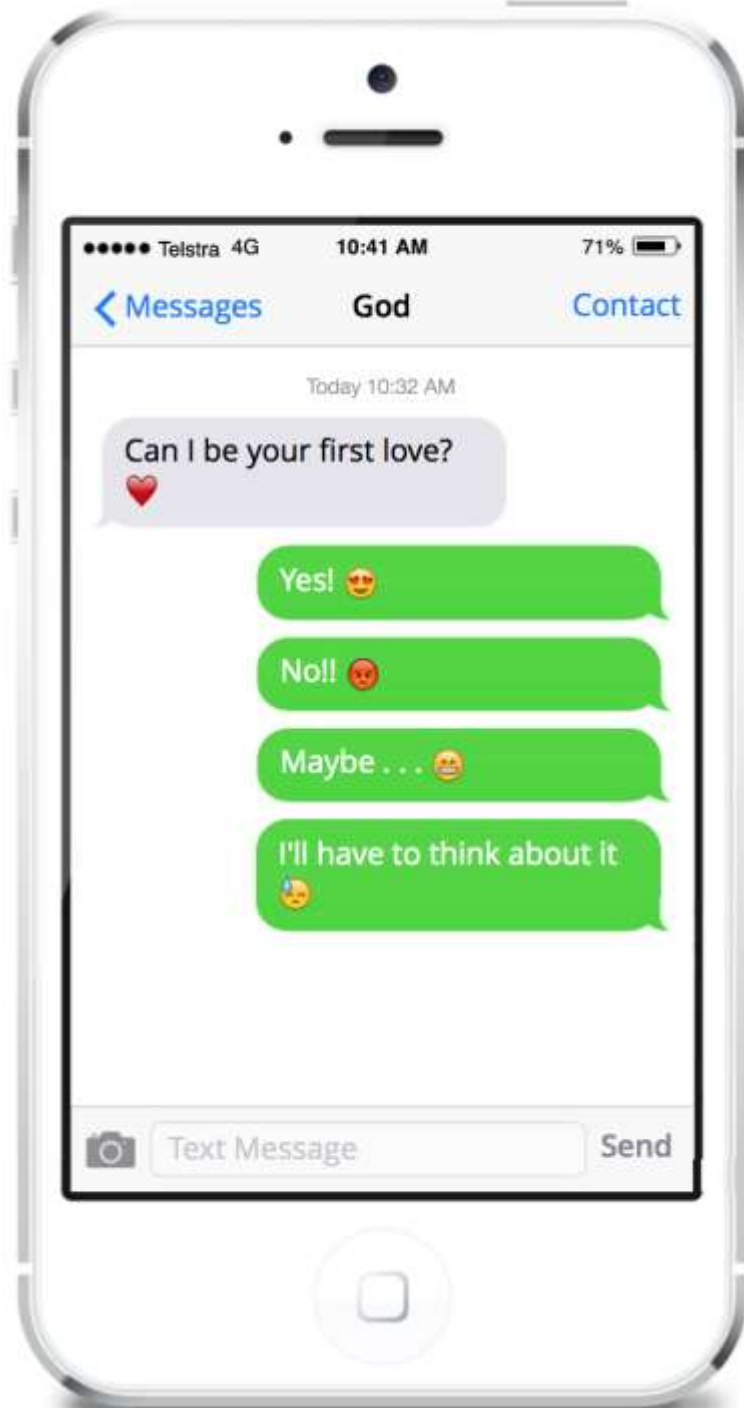 ●●●●● Telstra 4G 10:41 AM 71%
Messages God Contact
Today 10:32 AM
Can I be your first love?
❤️
Yes! 😍
No!! 😡
Maybe . . . 😬
I'll have to think about it
😓
Text Message Send